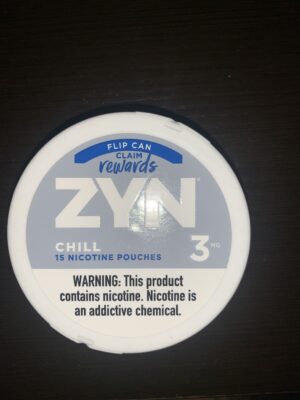 FLIP CAN
CLAIM
rewards
ZYN®
CHILL
15 NICOTINE POUCHES
3 MG
WARNING: This product
contains nicotine. Nicotine is
an addictive chemical.